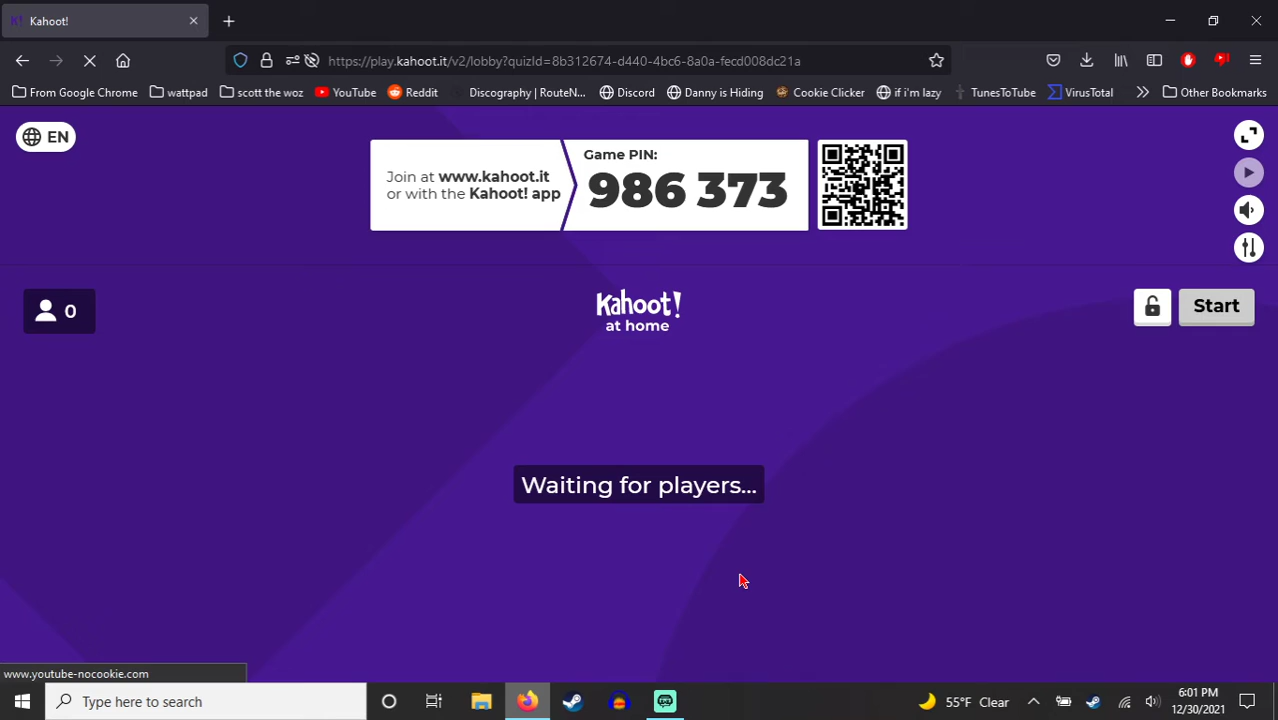 Kahoot!
https://play.kahoot.it/v2/lobby?quizId=8b312674-d440-4bc6-8a0a-fecd008dc21a
From Google Chrome
wattpad
scott the woz
YouTube
Reddit
Discography | RouteN...
Discord
Danny is Hiding
Cookie Clicker
if i'm lazy
TunesToTube
VirusTotal
Other Bookmarks
EN
Join at www.kahoot.it
or with the Kahoot! app
Game PIN:
986 373
0
Kahoot!
at home
Start
Waiting for players...
www.youtube-nocookie.com
Type here to search
55°F Clear
6:01 PM
12/30/2021